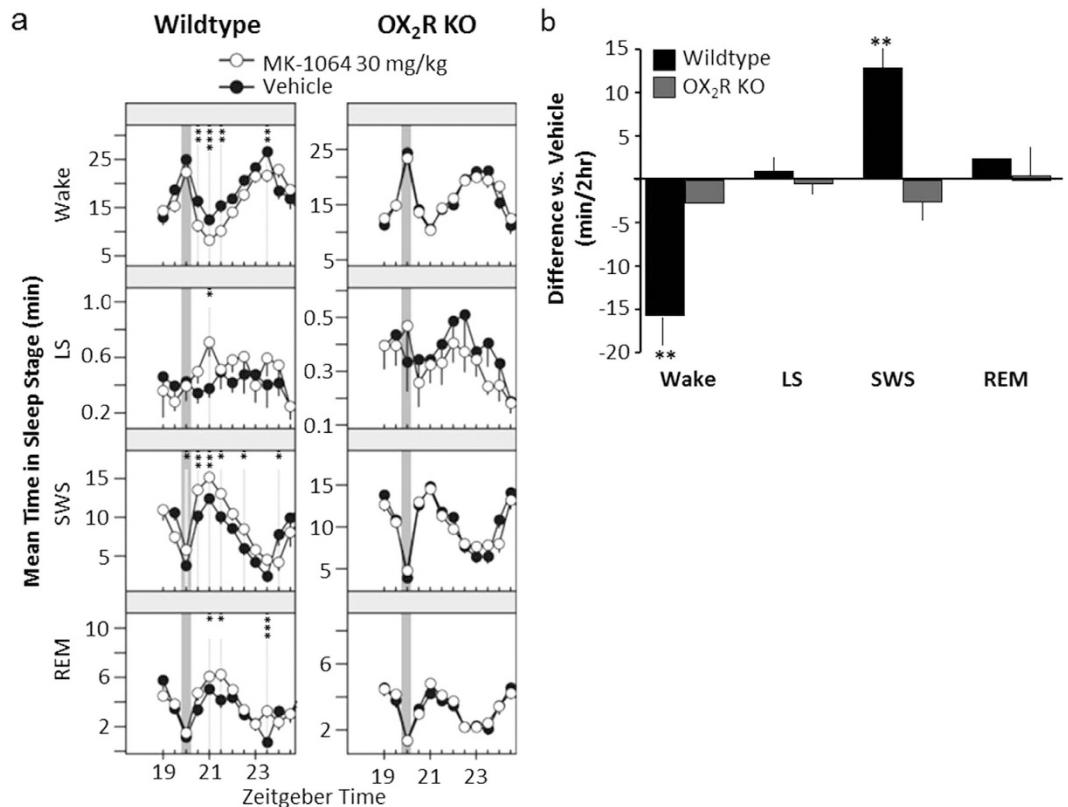 a
Wildtype OX₂R KO
MK-1064 30 mg/kg
Vehicle
Mean Time in Sleep Stage (min)
Wake
25
15
5
25
15
5
** *** ** **
LS
1.0
0.6
0.2
0.5
0.3
0.1
*
SWS
15
10
5
15
10
5
* *** *** * * *
REM
10
6
2
6
2
* * ***
19 21 23 19 21 23
Zeitgeber Time
b
Difference vs. Vehicle
(min/2hr)
15
10
5
-5
-10
-15
-20
Wildtype
OX₂R KO
**
**
Wake LS SWS REM